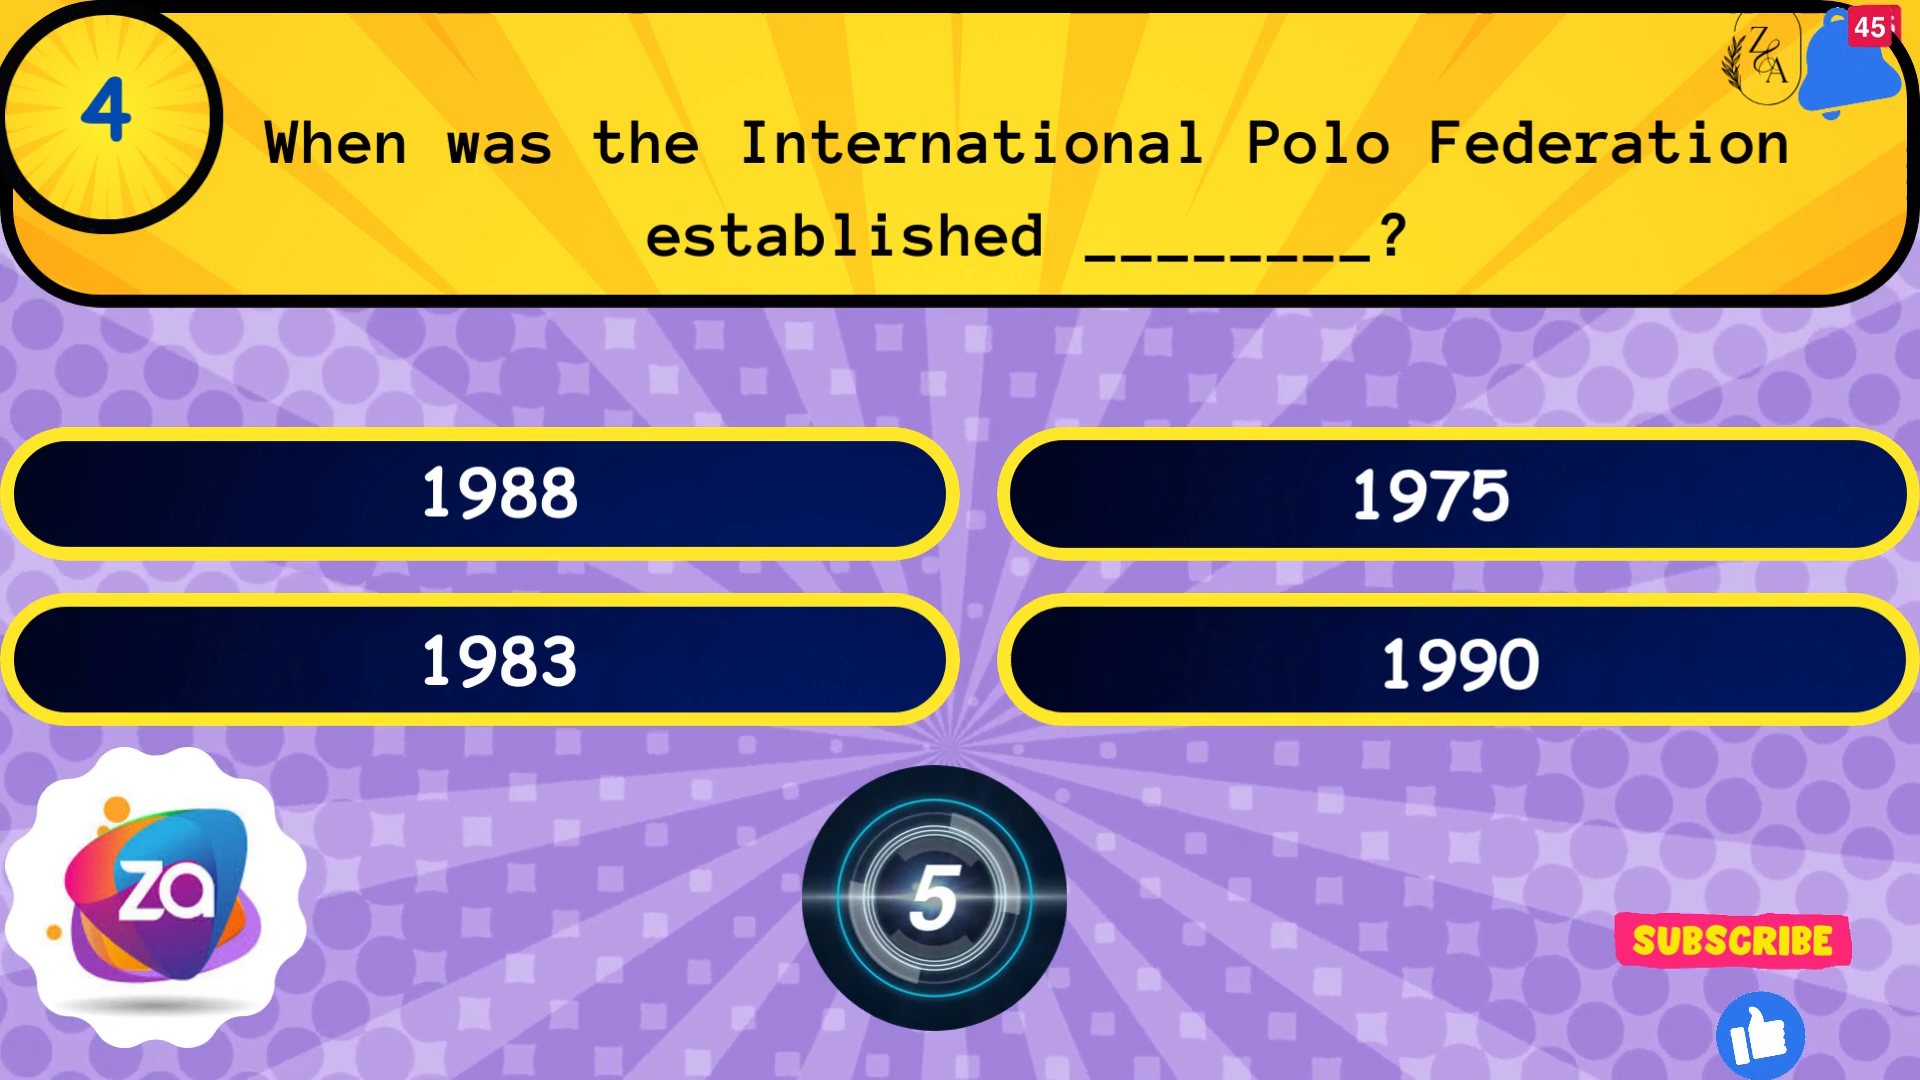 4
When was the International Polo Federation
established ________?
Z&A
45
1988
1975
1983
1990
za
5
SUBSCRIBE